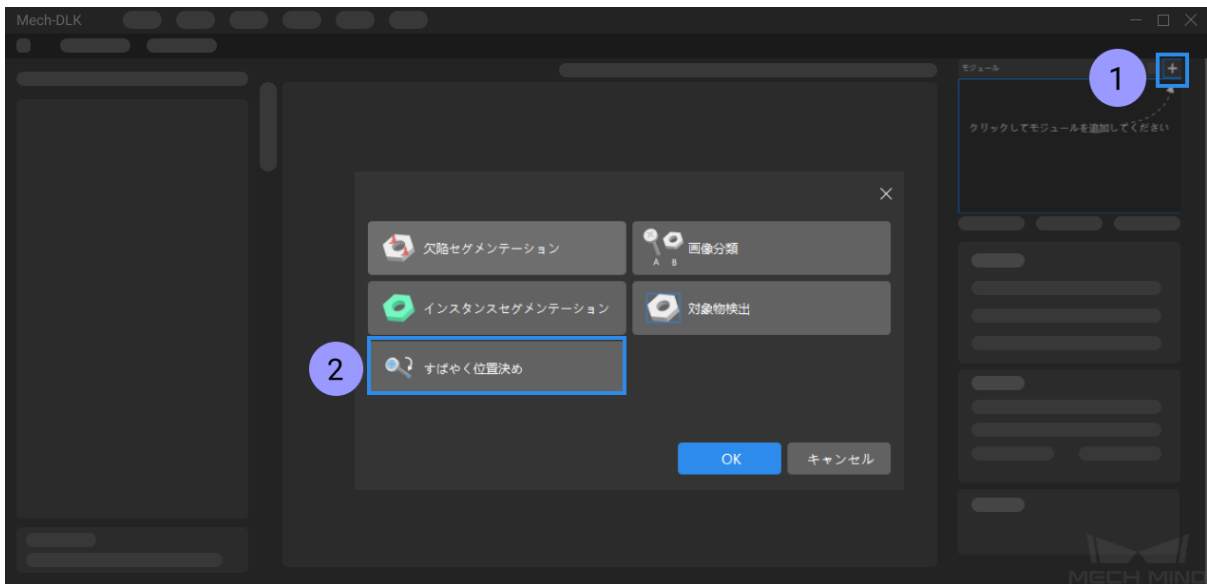 Mech-DLK
モジュール
1
クリックしてモジュールを追加してください
欠陥セグメンテーション
画像分類
A B
インスタンスセグメンテーション
対象物検出
2
すばやく位置決め
OK
キャンセル
MECH MIND